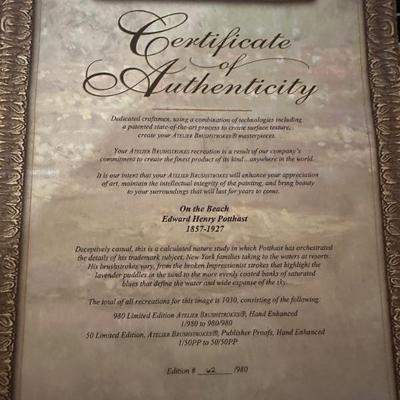 Certificate
of
Authenticity
Dedicated craftsmen, using a combination of technologies including
a patented state-of-the-art process to create surface texture,
create your ATELIER BRUSHSTROKES® masterpieces.
Your ATELIER BRUSHSTROKES recreation is a result of our company's
commitment to create the finest product of its kind...anywhere in the world.
It is our intent that your ATELIER BRUSHSTROKES will enhance your appreciation
of art, maintain the intellectual integrity of the painting, and bring beauty
to your surroundings that will last for years to come.
On the Beach
Edward Henry Potthast
1857-1927
Deceptively casual, this is a calculated nature study in which Potthast has orchestrated
the details of his trademark subject, New York families taking to the waters at resorts.
His brushstrokes vary, from the broken Impressionist strokes that highlight the
lavender puddles in the sand to the more evenly coated banks of saturated
blues that define the water and wide expanse of the sky.
The total of all recreations for this image is 1030, consisting of the following:
980 Limited Edition ATELIER BRUSHSTROKES®, Hand Enhanced
1/980 to 980/980
50 Limited Edition, ATELIER BRUSHSTROKES®, Publisher Proofs, Hand Enhanced
1/50PP to 50/50PP
Edition # 62 /980